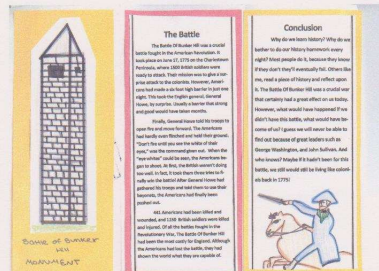 The Battle
The Battle Of Bunker Hill was a crucial
battle fought in the American Revolution. It
took place on June 17, 1775 on the Charlestown
Peninsula, where 1500 British soldiers were
ready to attack. Their mission was to give a sur-
prise attack to the colonists. However, Ameri-
cans had made a six foot high barrier in just one
night. This took the English general, General
Howe, by surprise. Usually a barrier that strong
and good would have taken months.
Finally, General Howe told his troops to
open fire and move forward. The Americans
had hardly even flinched and held their ground.
"Don't fire until you see the white of their
eyes," was the command given out. When the
"eye whites" could be seen, the Americans be-
gan to shoot. At first, the British weren't doing
too well. In fact, it took them three tries to fi-
nally win the battle! After General Howe had
gathered his troops and told them to use their
bayonets, the Americans had finally been
pushed out.
441 Americans had been killed and
wounded, and 1150 British soldiers were killed
and injured. Of all the battles fought in the
Revolutionary War, The Battle Of Bunker Hill
had been the most costly for England. Although
the Americans had lost the battle, they had
shown the world what they are capable of.
Conclusion
Why do we learn history? Why do we
bother to do our history homework every
night? Most people do it, because they know
if they don't they'll eventually fail. Others like
me, read a piece of history and reflect upon
it. The Battle Of Bunker Hill was a crucial war
that certainly had a great effect on us today.
However, what would have happened if we
didn't have this battle, what would have be-
come of us? I guess we will never be able to
find out because of great leaders such as
George Washington, and John Sullivan. And
who knows? Maybe if it hadn't been for this
battle, we still would still be living like coloni-
sts back in 1775!
SOME OF BUNKER
HILL
MONUMENT